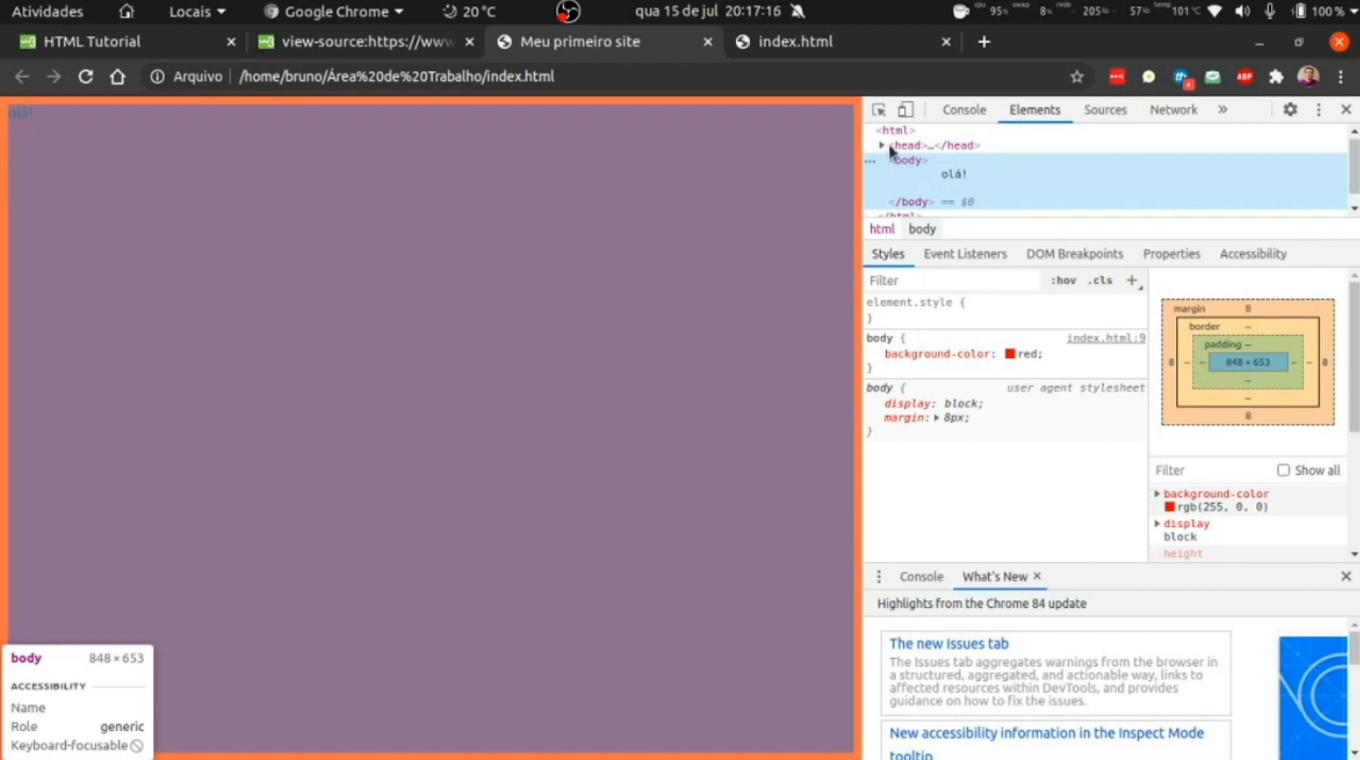 Atividades Locais Google Chrome 20°C qua 15 de jul 20:17:16 cpu 95% swap 8% rede 205 57 temp 101°C 100 %
HTML Tutorial × view-source:https://www × Meu primeiro site × index.html × +
Arquivo | /home/bruno/Área%20de%20Trabalho/index.html ABP
olá!
Console Elements Sources Network »
<html>
<head>…</head>
body>
olá!
</body> == $0
</html>
html body
Styles Event Listeners DOM Breakpoints Properties Accessibility
Filter :hov .cls +
element.style {
}
body { index.html:9
background-color: red;
}
body { user agent stylesheet
display: block;
margin: 8px;
}
margin 8
border –
padding –
8 – – 848 × 653 – – 8
–
–
8
Filter Show all
background-color
rgb(255, 0, 0)
display
block
height
Console What's New ×
Highlights from the Chrome 84 update
The new Issues tab
The Issues tab aggregates warnings from the browser in
a structured, aggregated, and actionable way, links to
affected resources within DevTools, and provides
guidance on how to fix the issues.
New accessibility information in the Inspect Mode
tooltip
body 848 × 653
ACCESSIBILITY
Name
Role generic
Keyboard-focusable